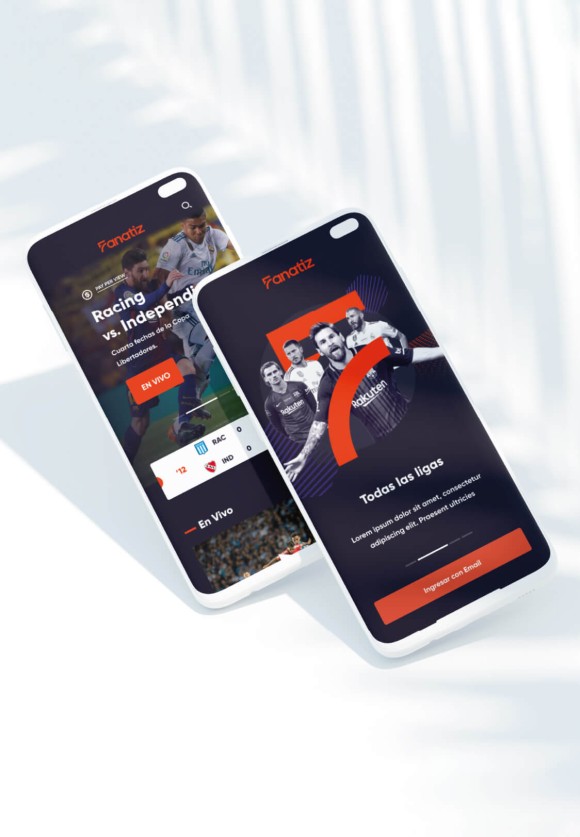 Fanatiz
PAY PER VIEW
Racing
vs. Independi
Cuarta fechas de la Copa
Libertadores.
EN VIVO
'12
RAC
0
IND
0
En Vivo
Fanatiz
Rakuten
Rakuten
Todas las ligas
Lorem ipsum dolor sit amet, consectetur
adipiscing elit. Praesent ultricies
Ingresar con Email